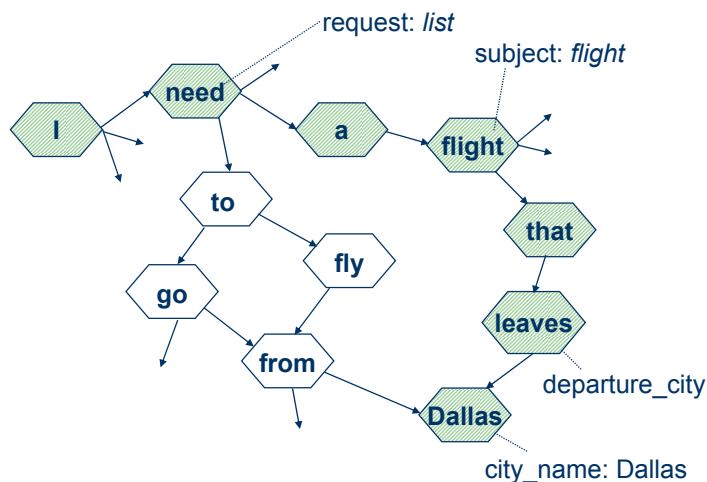 request: list
subject: flight
need
I
a
flight
to
that
fly
go
leaves
from
departure_city
Dallas
city_name: Dallas